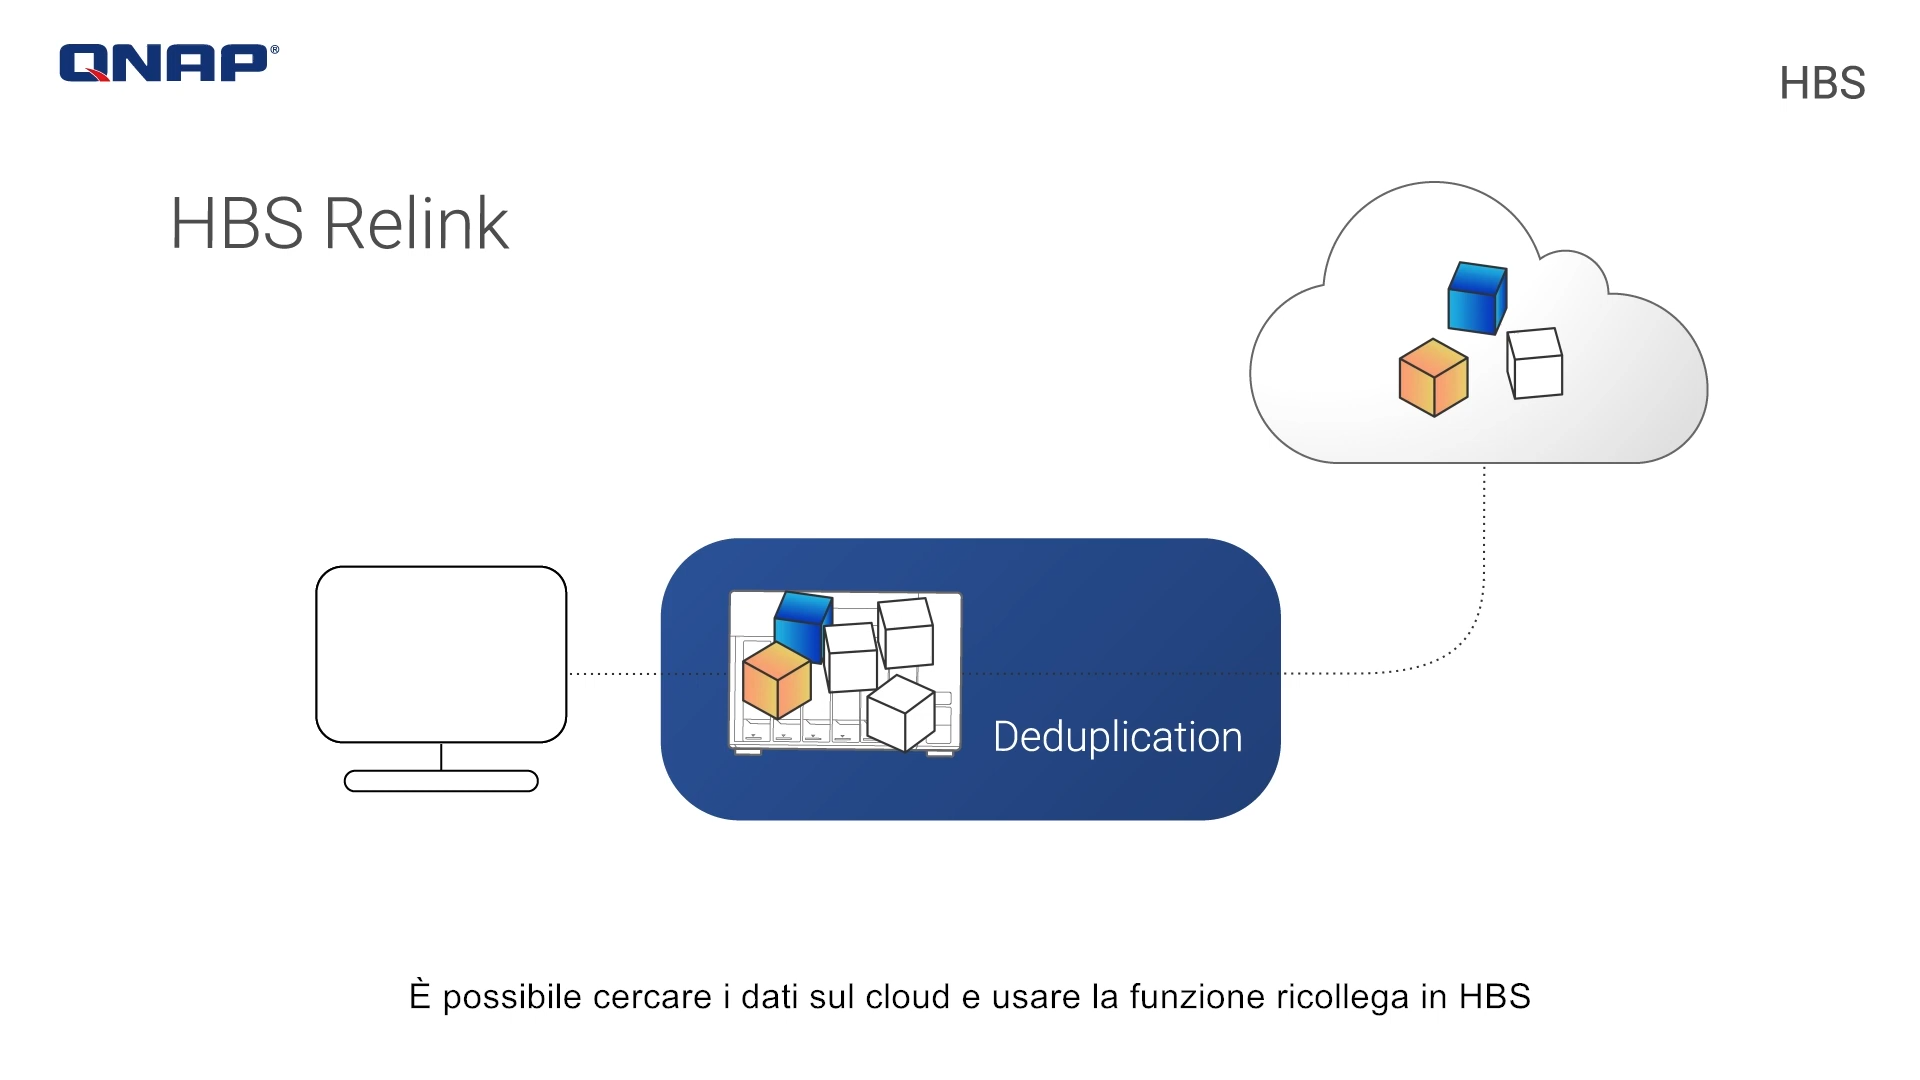 QNAP®
HBS
HBS Relink
Deduplication
È possibile cercare i dati sul cloud e usare la funzione ricollega in HBS